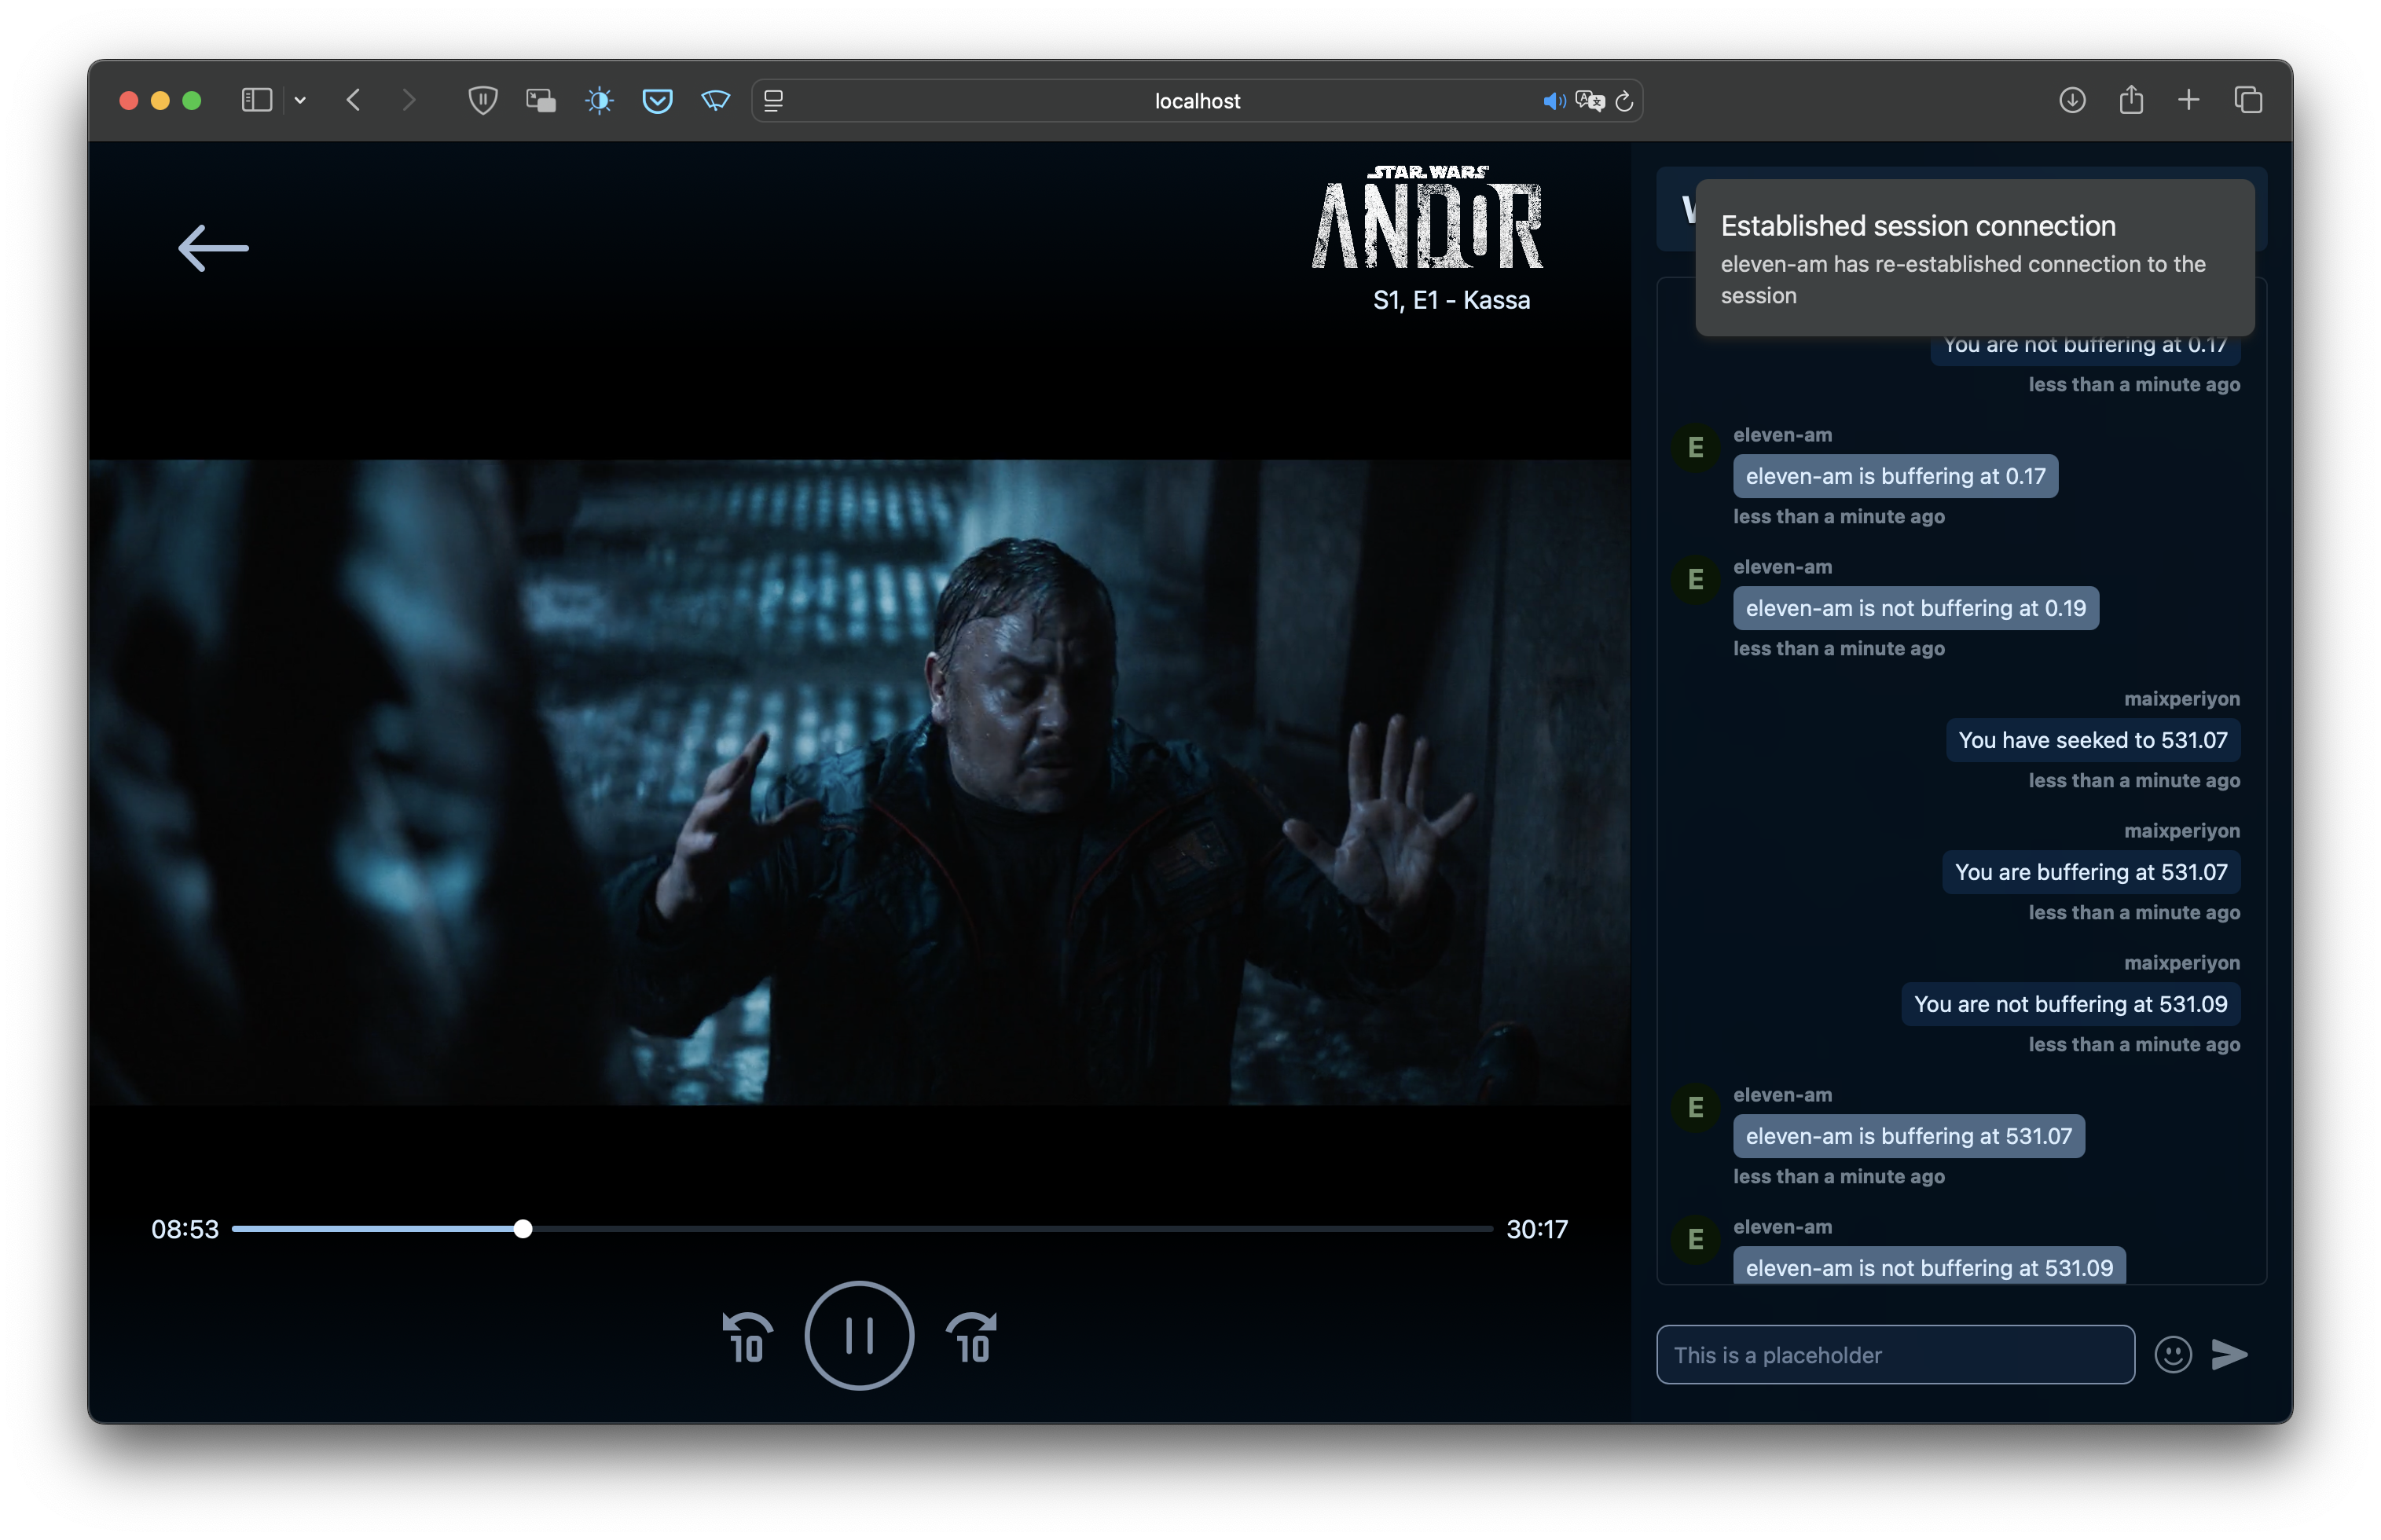 localhost
STAR WARS
ANDOR
S1, E1 - Kassa
Established session connection
eleven-am has re-established connection to the
session
You are not buffering at 0.17
less than a minute ago
E
eleven-am
eleven-am is buffering at 0.17
less than a minute ago
E
eleven-am
eleven-am is not buffering at 0.19
less than a minute ago
maixperiyon
You have seeked to 531.07
less than a minute ago
maixperiyon
You are buffering at 531.07
less than a minute ago
maixperiyon
You are not buffering at 531.09
less than a minute ago
E
eleven-am
eleven-am is buffering at 531.07
less than a minute ago
E
eleven-am
eleven-am is not buffering at 531.09
08:53
30:17
10
10
This is a placeholder